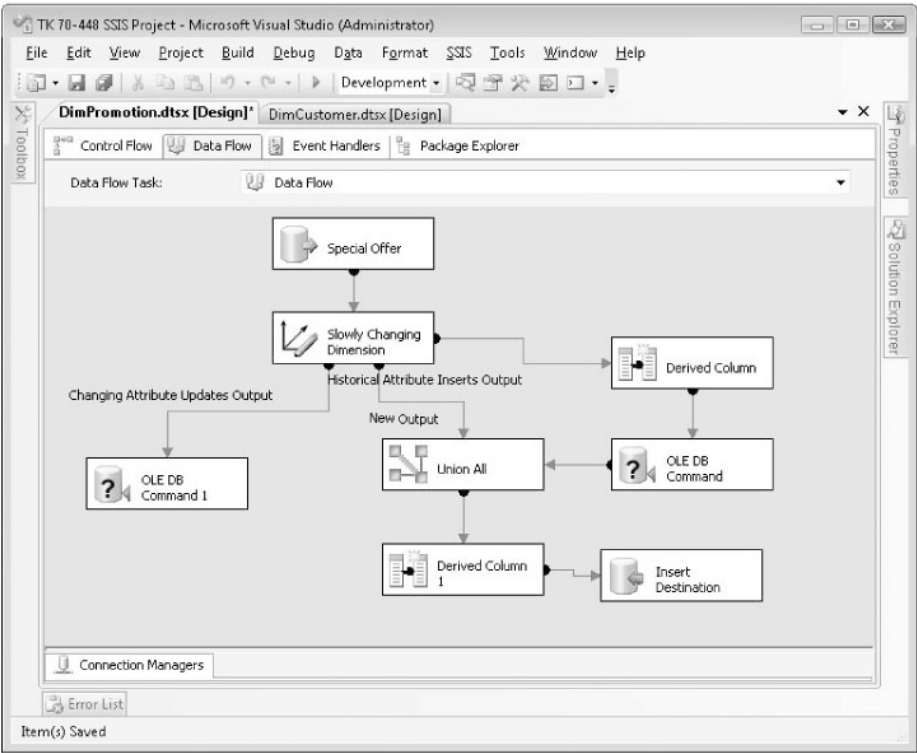 TK 70-448 SSIS Project - Microsoft Visual Studio (Administrator)
File Edit View Project Build Debug Data Format SSIS Tools Window Help
Development
Toolbox
DimPromotion.dtsx [Design]* DimCustomer.dtsx [Design]
Control Flow Data Flow Event Handlers Package Explorer
Data Flow Task: Data Flow
Properties
Solution Explorer
Special Offer
Slowly Changing
Dimension
Derived Column
Historical Attribute Inserts Output
Changing Attribute Updates Output
New Output
OLE DB
Command 1
Union All
OLE DB
Command
Derived Column
1
Insert
Destination
Connection Managers
Error List
Item(s) Saved